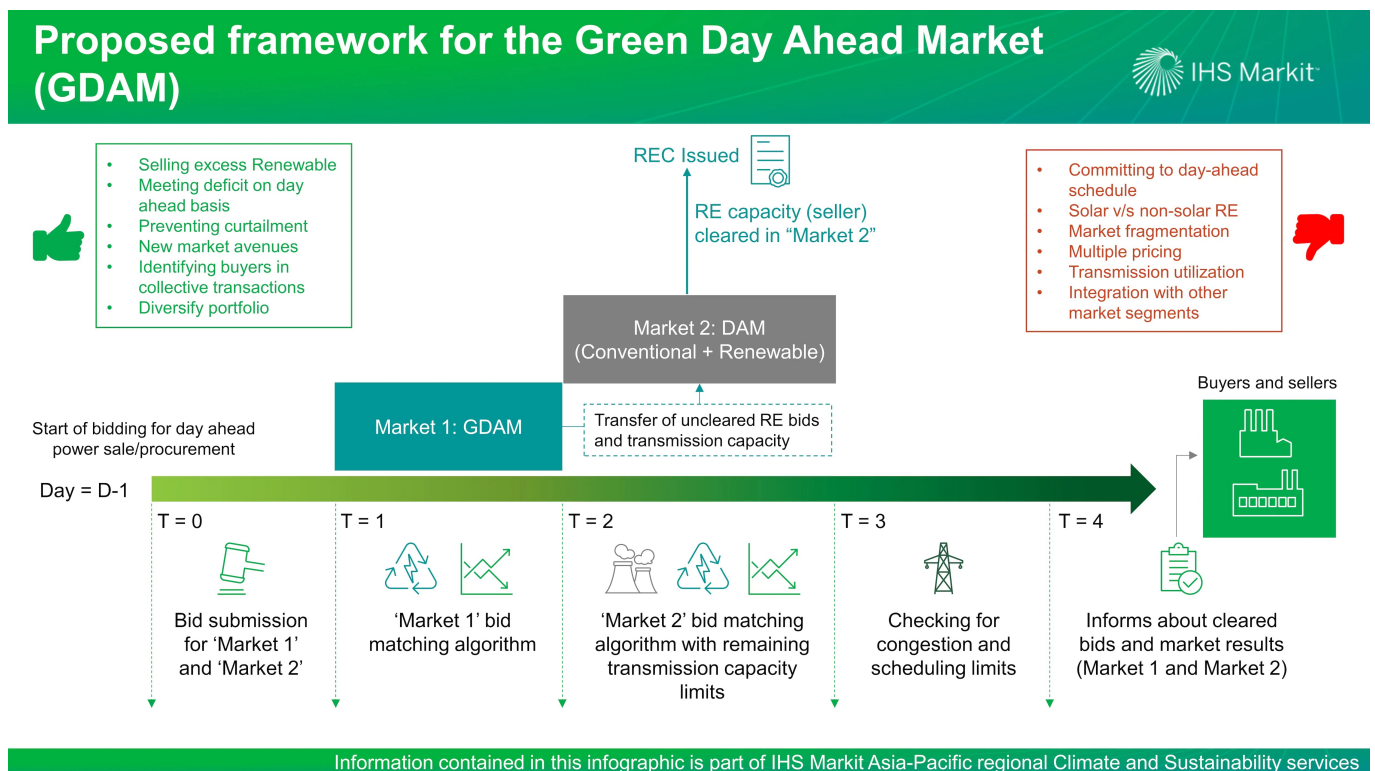 Proposed framework for the Green Day Ahead Market
(GDAM)
IHS Markit™
• Selling excess Renewable
• Meeting deficit on day
ahead basis
• Preventing curtailment
• New market avenues
• Identifying buyers in
collective transactions
• Diversify portfolio
REC Issued
RE capacity (seller)
cleared in “Market 2”
• Committing to day-ahead
schedule
• Solar v/s non-solar RE
• Market fragmentation
• Multiple pricing
• Transmission utilization
• Integration with other
market segments
Market 2: DAM
(Conventional + Renewable)
Market 1: GDAM
Transfer of uncleared RE bids
and transmission capacity
Buyers and sellers
Start of bidding for day ahead
power sale/procurement
Day = D-1
T = 0
T = 1
T = 2
T = 3
T = 4
Bid submission
for ‘Market 1’
and ‘Market 2’
‘Market 1’ bid
matching algorithm
‘Market 2’ bid matching
algorithm with remaining
transmission capacity
limits
Checking for
congestion and
scheduling limits
Informs about cleared
bids and market results
(Market 1 and Market 2)
Information contained in this infographic is part of IHS Markit Asia-Pacific regional Climate and Sustainability services